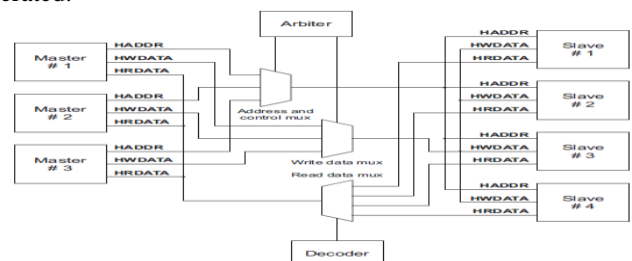 Arbiter
Master
# 1
HADDR
HWDATA
HRDATA
Master
# 2
HADDR
HWDATA
HRDATA
Master
# 3
HADDR
HWDATA
HRDATA
Address and
control mux
Write data mux
Read data mux
Decoder
HADDR
HWDATA
HRDATA
Slave
# 1
HADDR
HWDATA
HRDATA
Slave
# 2
HADDR
HWDATA
HRDATA
Slave
# 3
HADDR
HWDATA
HRDATA
Slave
# 4